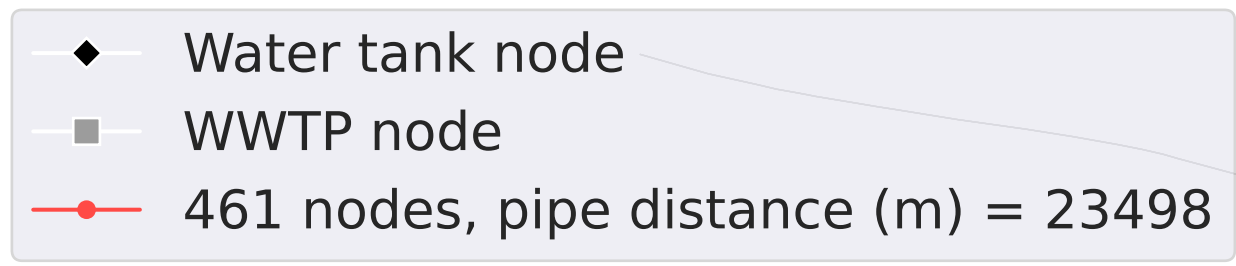 Water tank node
WWTP node
461 nodes, pipe distance (m) = 23498